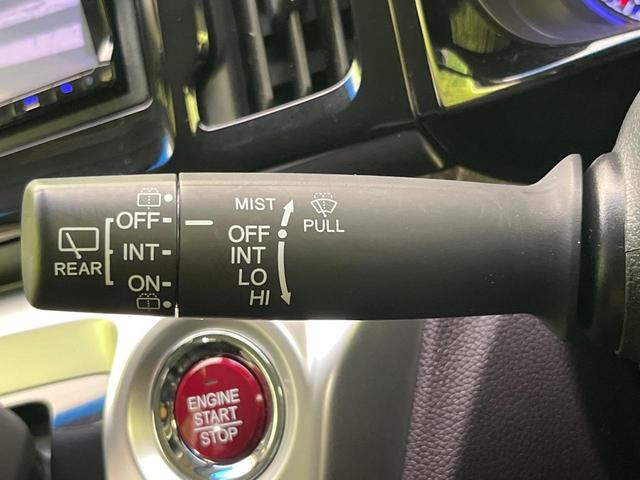 MIST
PULL
OFF
INT
LO
HI
REAR
OFF
INT
ON
ENGINE
START
STOP